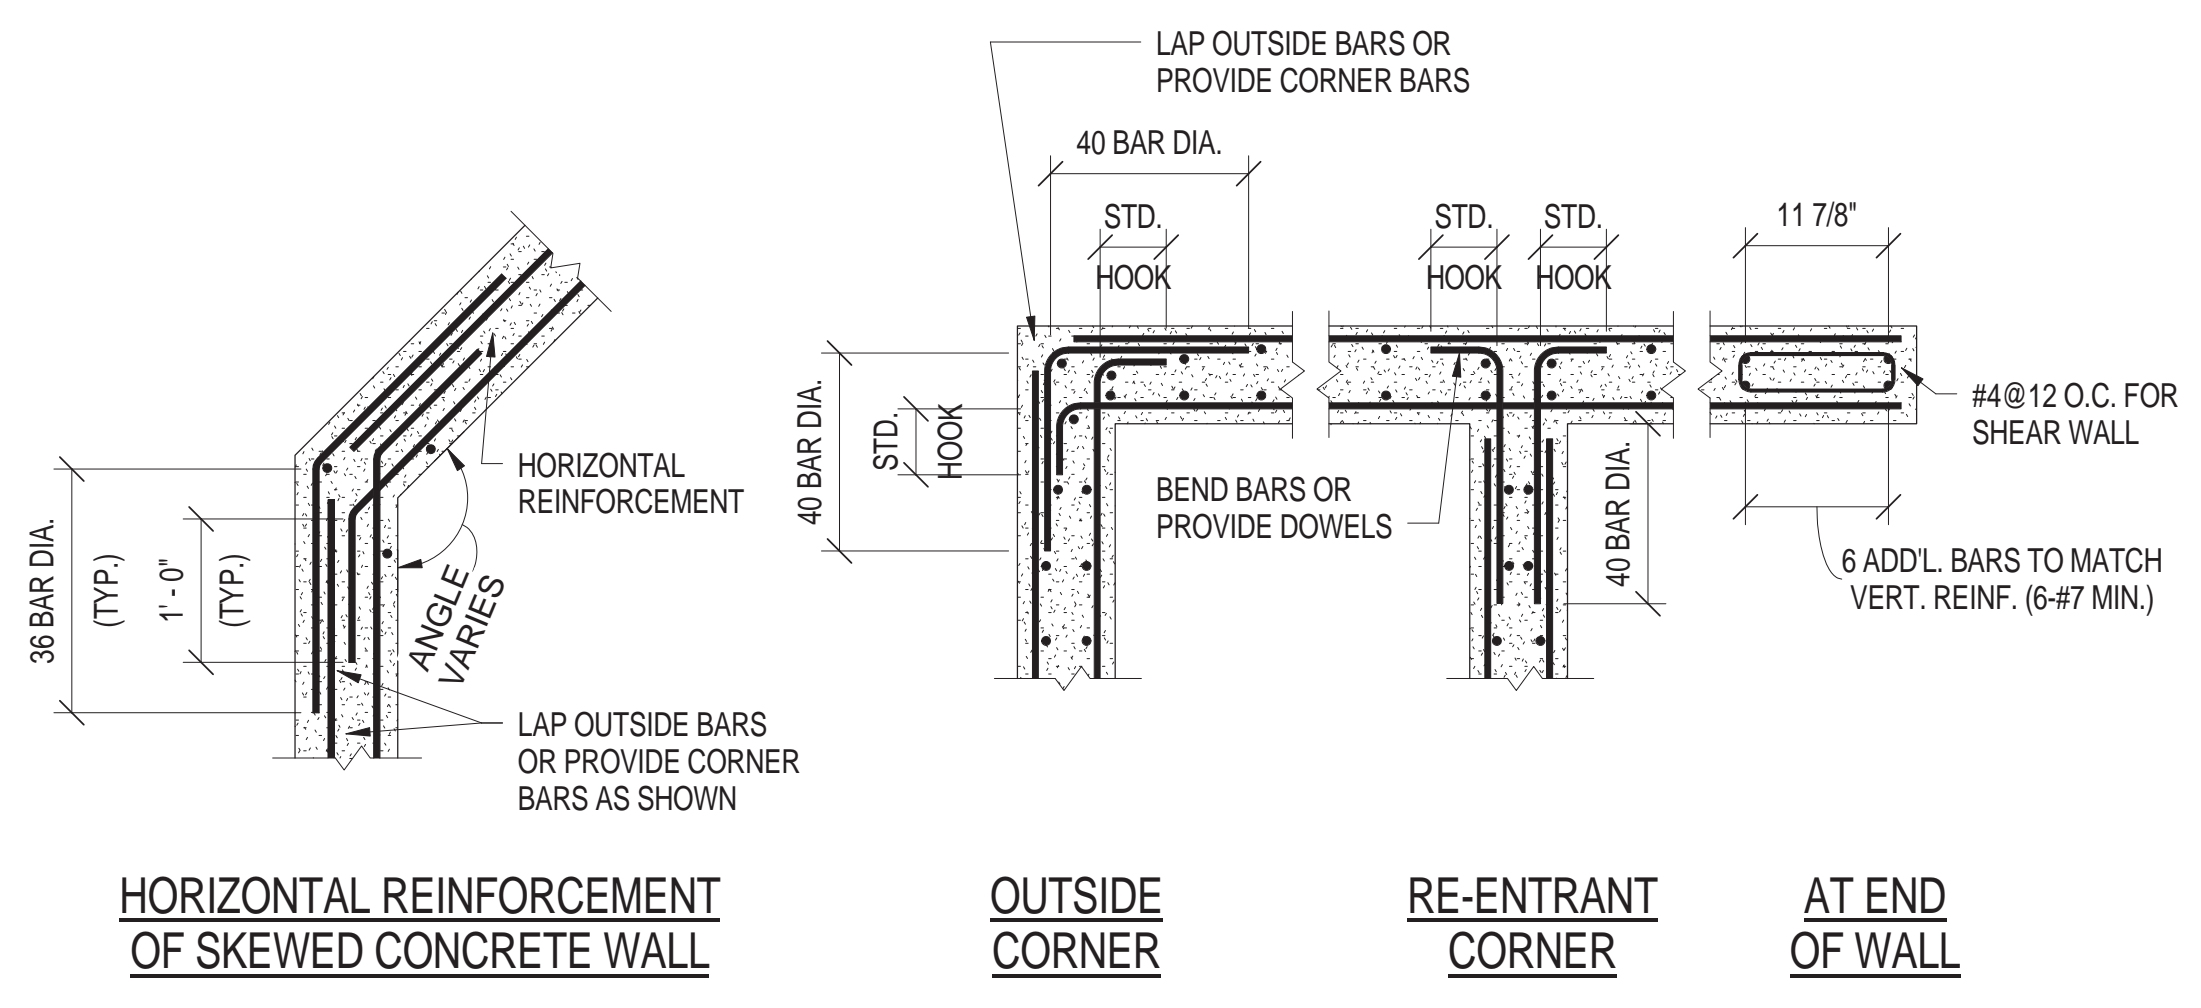 LAP OUTSIDE BARS OR
PROVIDE CORNER BARS
40 BAR DIA.
STD.
HOOK
STD.
HOOK
STD.
HOOK
11 7/8"
40 BAR DIA.
STD.
HOOK
#4@12 O.C. FOR
SHEAR WALL
HORIZONTAL
REINFORCEMENT
BEND BARS OR
PROVIDE DOWELS
40 BAR DIA.
36 BAR DIA.
(TYP.)
1' - 0"
(TYP.)
ANGLE
VARIES
6 ADD'L. BARS TO MATCH
VERT. REINF. (6-#7 MIN.)
LAP OUTSIDE BARS
OR PROVIDE CORNER
BARS AS SHOWN
HORIZONTAL REINFORCEMENT
OF SKEWED CONCRETE WALL
OUTSIDE
CORNER
RE-ENTRANT
CORNER
AT END
OF WALL